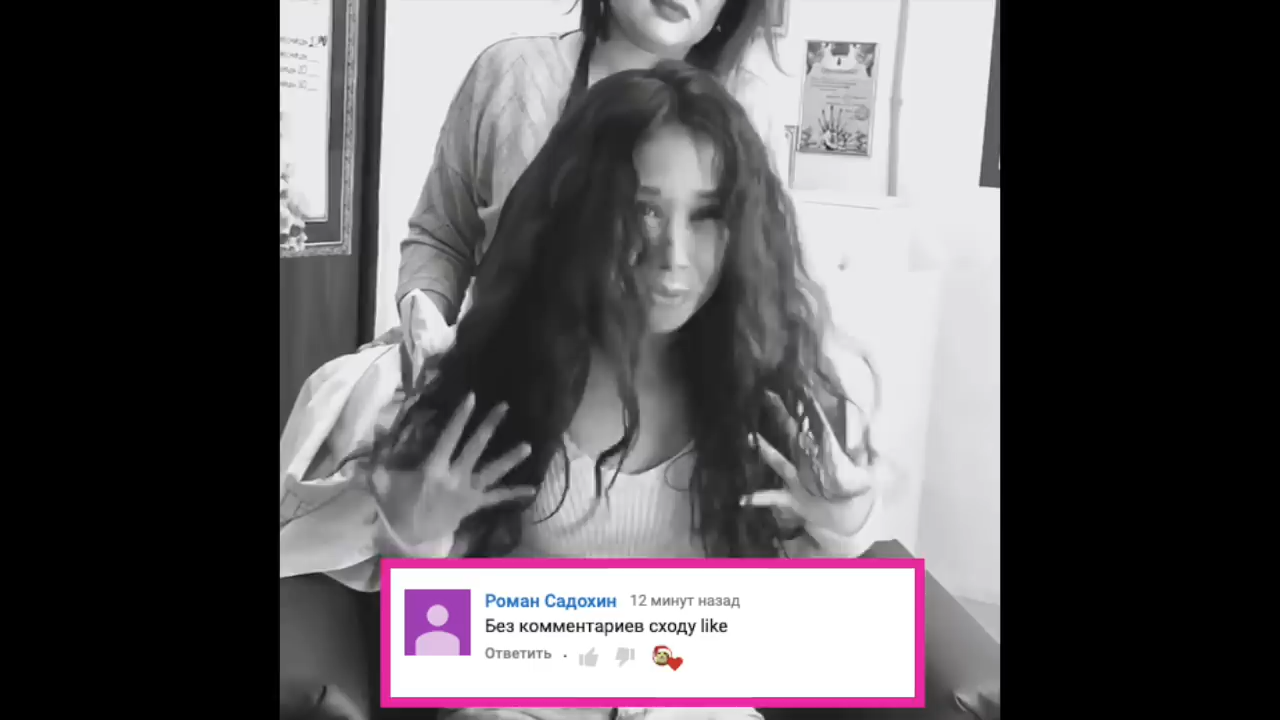 Роман Садохин 12 минут назад
Без комментариев сходу like
Ответить